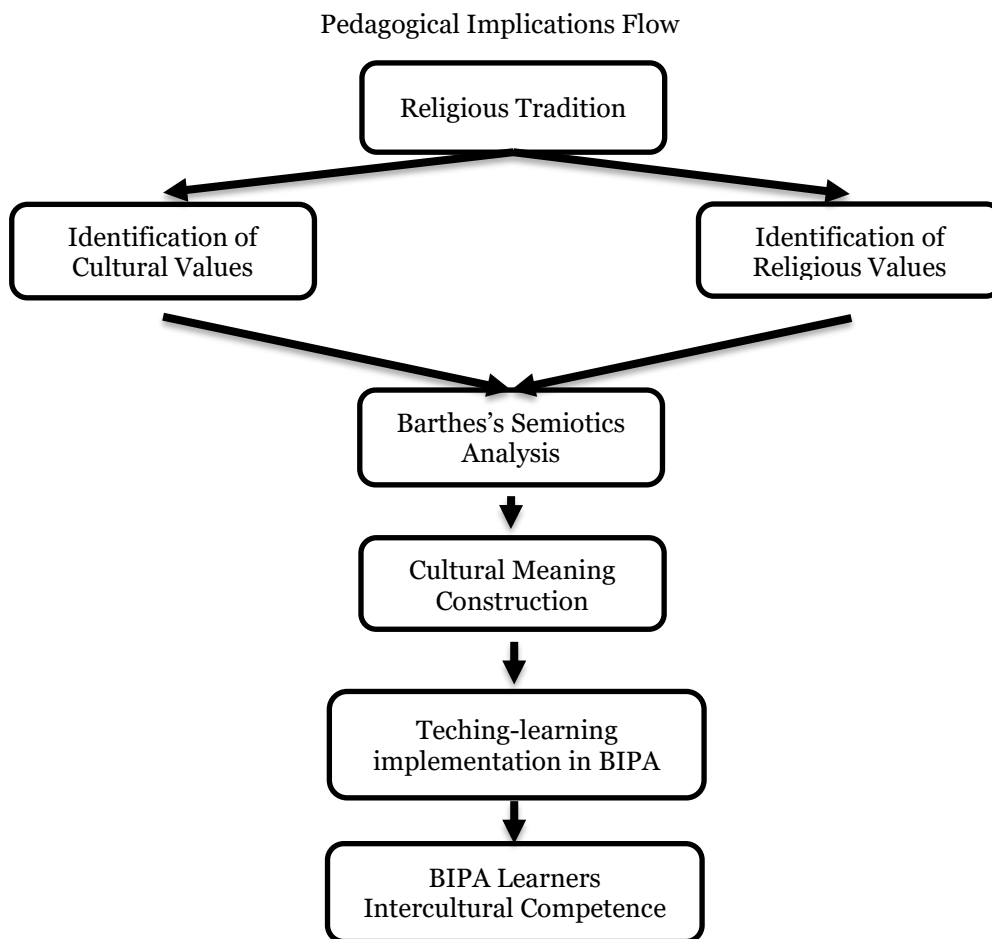 Pedagogical Implications Flow
Religious Tradition
Identification of
Cultural Values
Identification of
Religious Values
Barthes’s Semiotics
Analysis
Cultural Meaning
Construction
Teching-learning
implementation in BIPA
BIPA Learners
Intercultural Competence